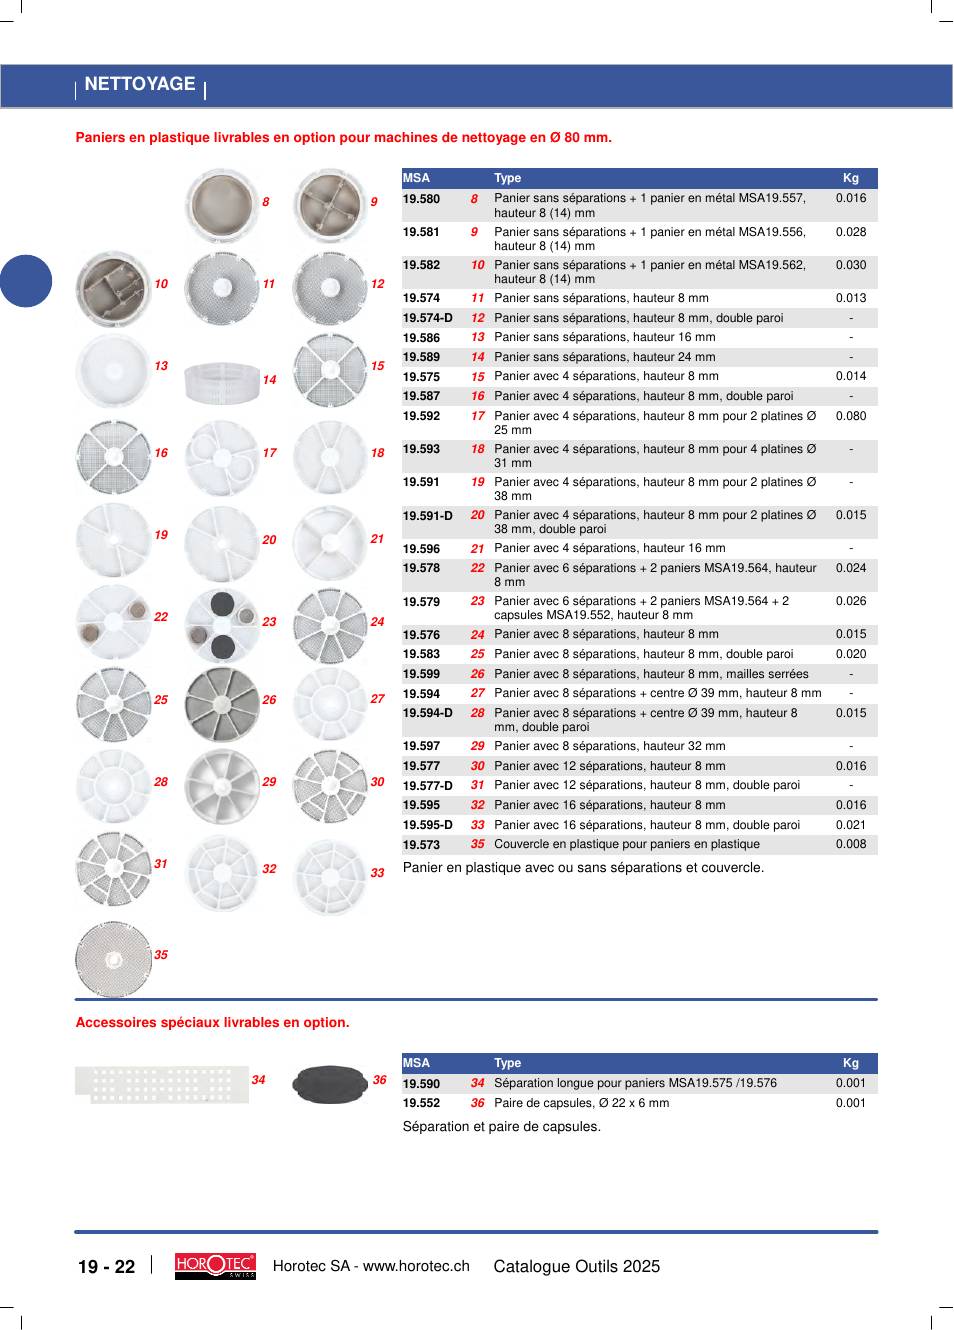 NETTOYAGE
Paniers en plastique livrables en option pour machines de nettoyage en Ø 80 mm.
8
9
10
11
12
13
14
15
16
17
18
19
20
21
22
23
24
25
26
27
28
29
30
31
32
33
35
MSA Type Kg
19.580 8 Panier sans séparations + 1 panier en métal MSA19.557, 0.016
hauteur 8 (14) mm
19.581 9 Panier sans séparations + 1 panier en métal MSA19.556, 0.028
hauteur 8 (14) mm
19.582 10 Panier sans séparations + 1 panier en métal MSA19.562, 0.030
hauteur 8 (14) mm
19.574 11 Panier sans séparations, hauteur 8 mm 0.013
19.574-D 12 Panier sans séparations, hauteur 8 mm, double paroi -
19.586 13 Panier sans séparations, hauteur 16 mm -
19.589 14 Panier sans séparations, hauteur 24 mm -
19.575 15 Panier avec 4 séparations, hauteur 8 mm 0.014
19.587 16 Panier avec 4 séparations, hauteur 8 mm, double paroi -
19.592 17 Panier avec 4 séparations, hauteur 8 mm pour 2 platines Ø 0.080
25 mm
19.593 18 Panier avec 4 séparations, hauteur 8 mm pour 4 platines Ø -
31 mm
19.591 19 Panier avec 4 séparations, hauteur 8 mm pour 2 platines Ø -
38 mm
19.591-D 20 Panier avec 4 séparations, hauteur 8 mm pour 2 platines Ø 0.015
38 mm, double paroi
19.596 21 Panier avec 4 séparations, hauteur 16 mm -
19.578 22 Panier avec 6 séparations + 2 paniers MSA19.564, hauteur 0.024
8 mm
19.579 23 Panier avec 6 séparations + 2 paniers MSA19.564 + 2 0.026
capsules MSA19.552, hauteur 8 mm
19.576 24 Panier avec 8 séparations, hauteur 8 mm 0.015
19.583 25 Panier avec 8 séparations, hauteur 8 mm, double paroi 0.020
19.599 26 Panier avec 8 séparations, hauteur 8 mm, mailles serrées -
19.594 27 Panier avec 8 séparations + centre Ø 39 mm, hauteur 8 mm -
19.594-D 28 Panier avec 8 séparations + centre Ø 39 mm, hauteur 8 0.015
mm, double paroi
19.597 29 Panier avec 8 séparations, hauteur 32 mm -
19.577 30 Panier avec 12 séparations, hauteur 8 mm 0.016
19.577-D 31 Panier avec 12 séparations, hauteur 8 mm, double paroi -
19.595 32 Panier avec 16 séparations, hauteur 8 mm 0.016
19.595-D 33 Panier avec 16 séparations, hauteur 8 mm, double paroi 0.021
19.573 35 Couvercle en plastique pour paniers en plastique 0.008
Panier en plastique avec ou sans séparations et couvercle.
Accessoires spéciaux livrables en option.
34
36
MSA Type Kg
19.590 34 Séparation longue pour paniers MSA19.575 /19.576 0.001
19.552 36 Paire de capsules, Ø 22 x 6 mm 0.001
Séparation et paire de capsules.
19 - 22 HOROTEC® SWISS Horotec SA - www.horotec.ch Catalogue Outils 2025